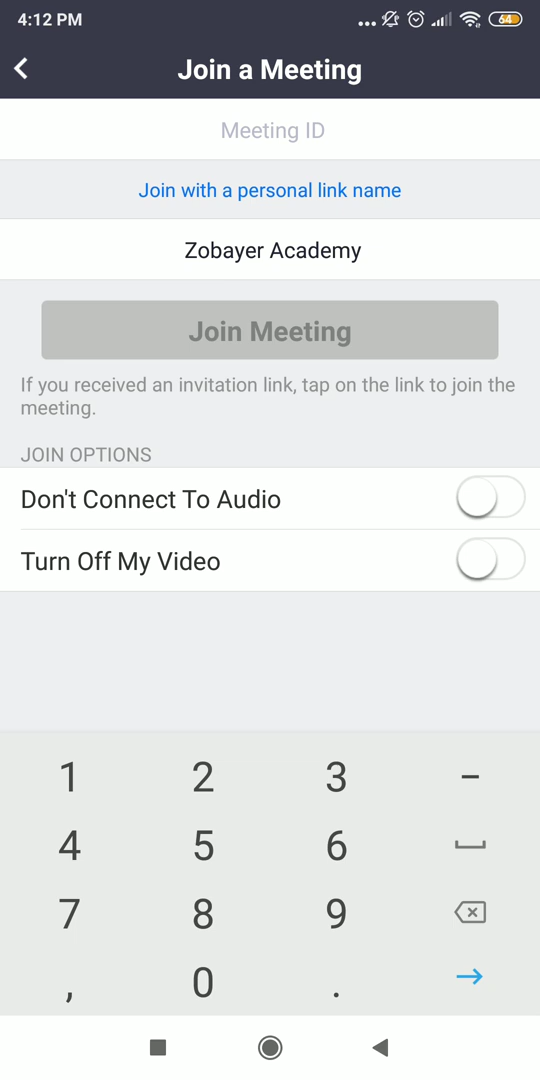 4:12 PM
64
Join a Meeting
Meeting ID
Join with a personal link name
Zobayer Academy
Join Meeting
If you received an invitation link, tap on the link to join the
meeting.
JOIN OPTIONS
Don't Connect To Audio
Turn Off My Video
1 2 3 -
4 5 6
7 8 9
, 0 .